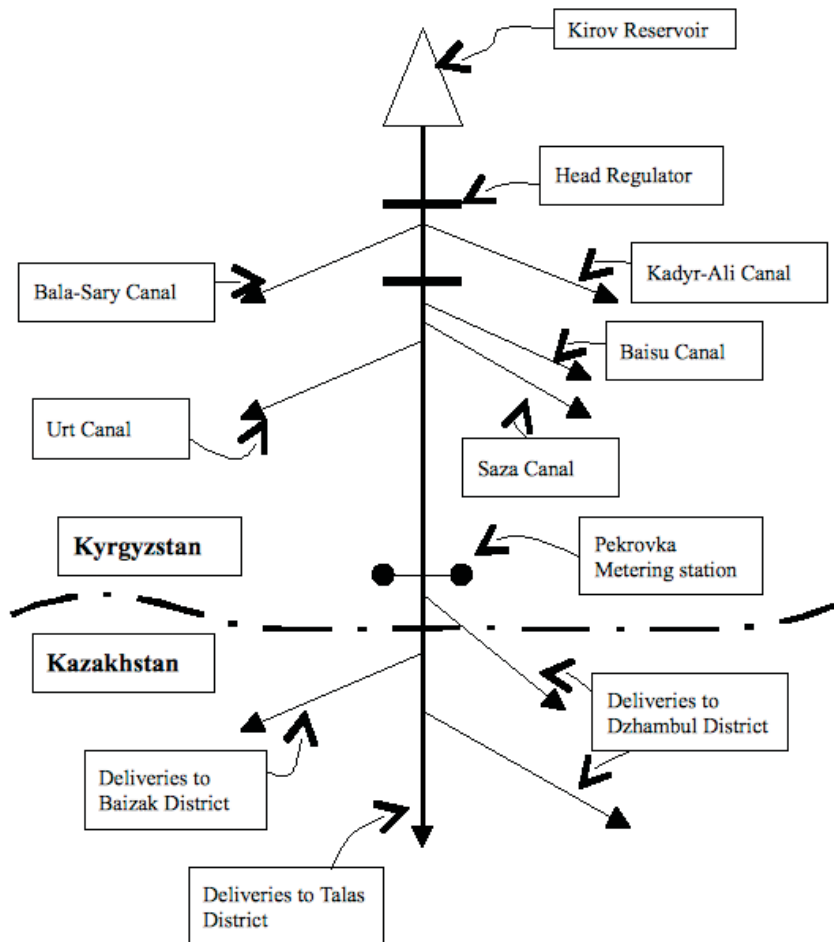 Kirov Reservoir
Head Regulator
Bala-Sary Canal
Kadyr-Ali Canal
Baisu Canal
Urt Canal
Saza Canal
Kyrgyzstan
Pekrovka
Metering station
Kazakhstan
Deliveries to
Dzhambul District
Deliveries to
Baizak District
Deliveries to Talas
District